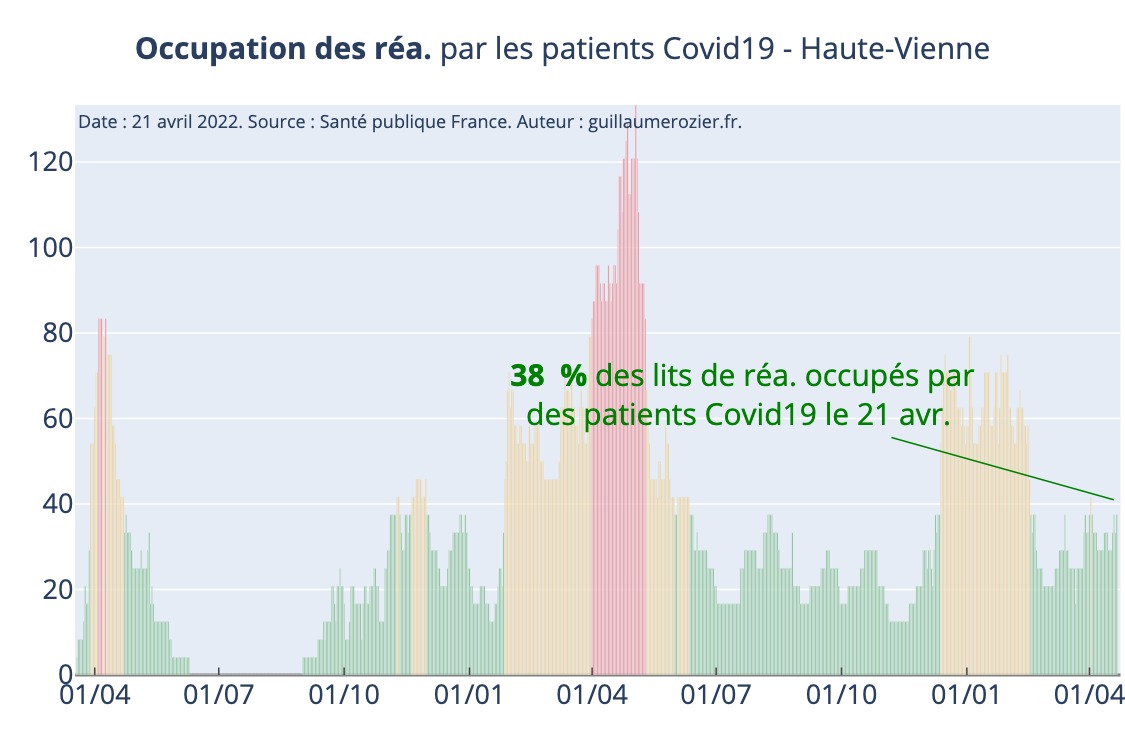 Occupation des réa. par les patients Covid19 - Haute-Vienne
Date : 21 avril 2022. Source : Santé publique France. Auteur : guillaumerozier.fr.
120
100
80
38 % des lits de réa. occupés par
60
des patients Covid19 le 21 avr.
40
20
0
01/04 01/07 01/10 01/01 01/04 01/07 01/10 01/01 01/04